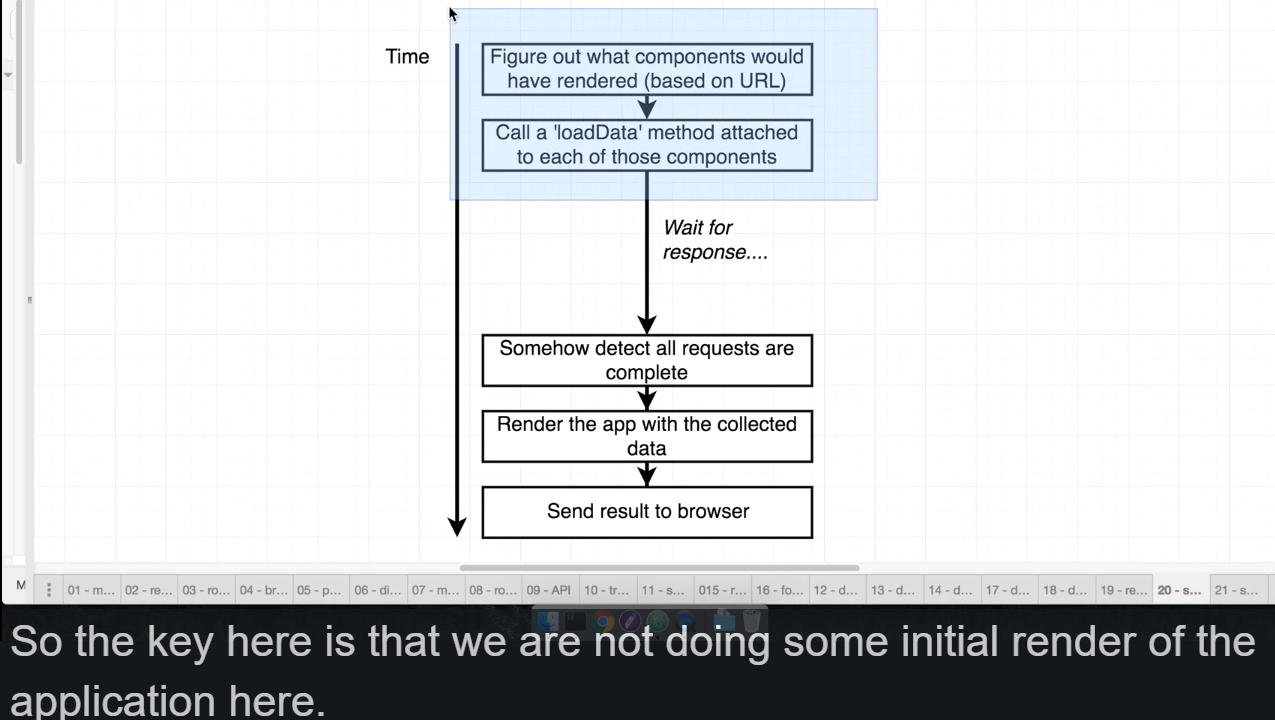 Time
Figure out what components would
have rendered (based on URL)
Call a 'loadData' method attached
to each of those components
Wait for
response....
Somehow detect all requests are
complete
Render the app with the collected
data
Send result to browser
M
01 - m... 02 - re... 03 - ro... 04 - br... 05 - p... 06 - di... 07 - m... 08 - ro... 09 - API 10 - tr... 11 - s... 015 - r... 16 - fo... 12 - d... 13 - d... 14 - d... 17 - d... 18 - d... 19 - re... 20 - s... 21 - s...
So the key here is that we are not doing some initial render of the
application here.